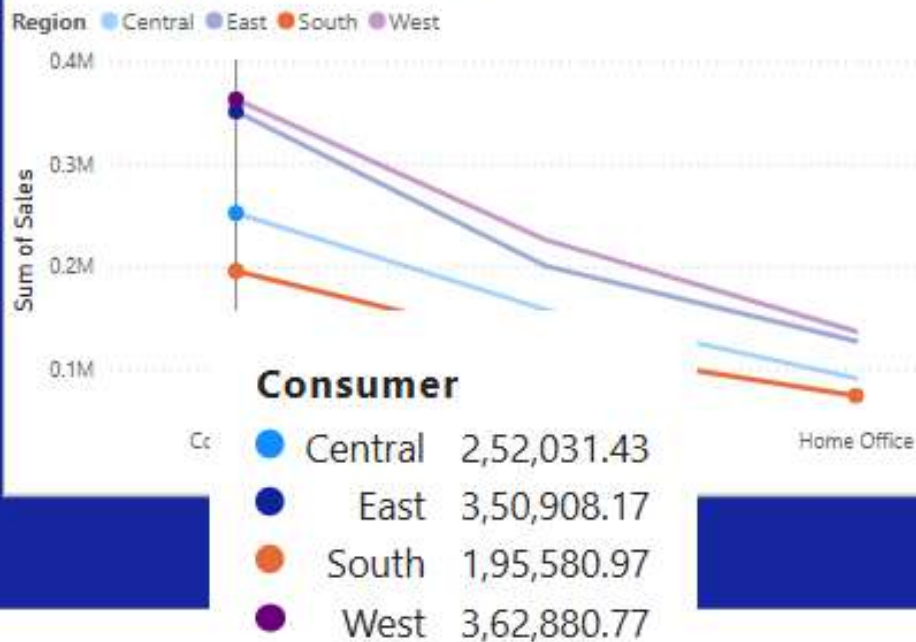 Region Central East South West
0.4M
0.3M
0.2M
0.1M
Sum of Sales
Home Office
Consumer
Central 2,52,031.43
East 3,50,908.17
South 1,95,580.97
West 3,62,880.77